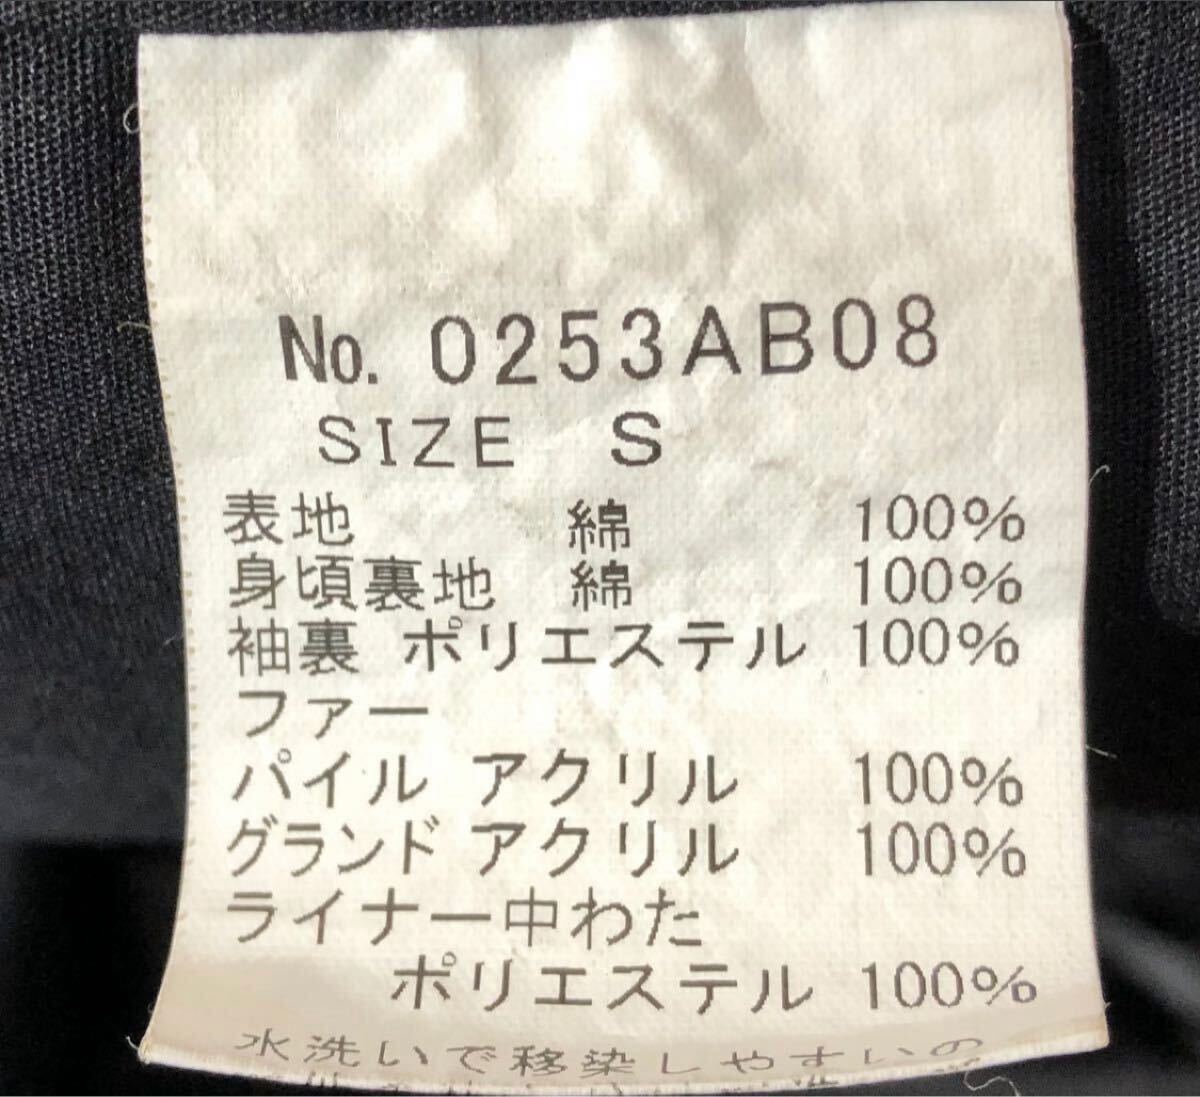 No. 0253AB08
SIZE S
表地 綿 100%
身頃裏地 綿 100%
袖裏 ポリエステル 100%
ファー
パイル アクリル 100%
グランド アクリル 100%
ライナー中わた
ポリエステル 100%
水洗いで移染しやすいの